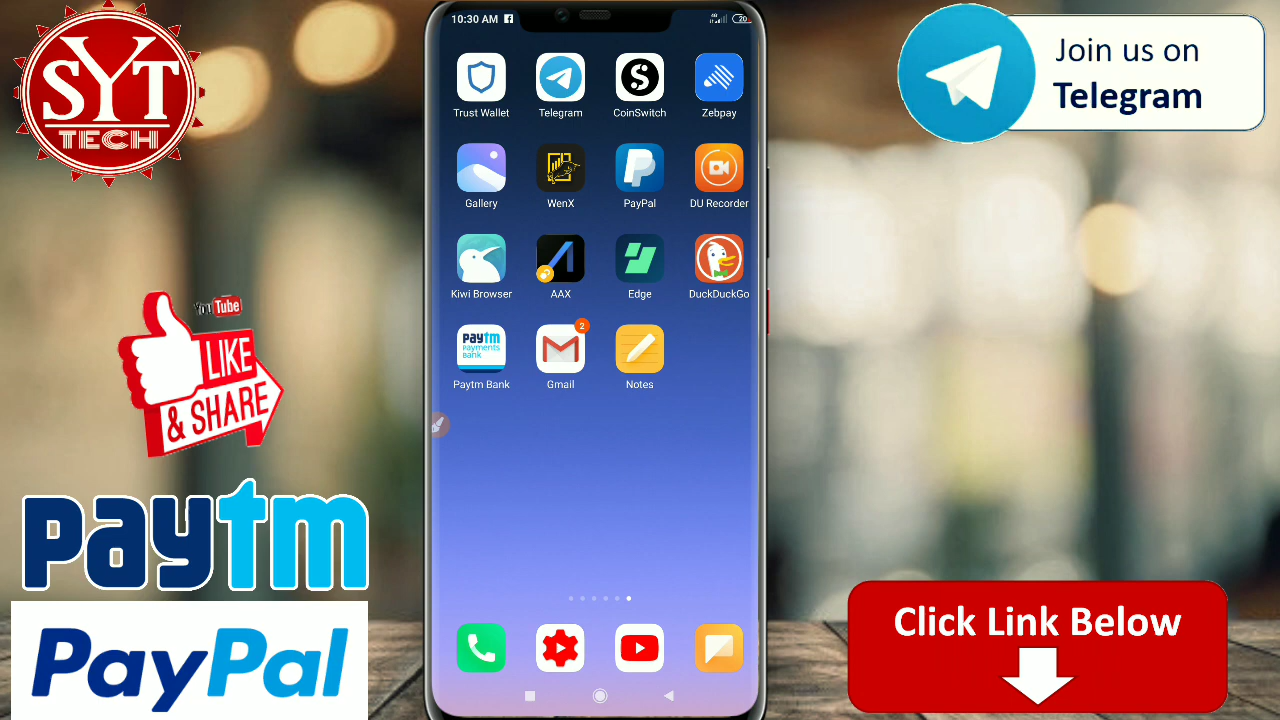 SYT
TECH
10:30 AM
4G
20
Trust Wallet
Telegram
CoinSwitch
Zebpay
Gallery
WenX
PayPal
DU Recorder
Kiwi Browser
AAX
Edge
DuckDuckGo
paytm
payments
bank
2
Paytm Bank
Gmail
Notes
Join us on
Telegram
YouTube
LIKE
& SHARE
paytm
PayPal
Click Link Below